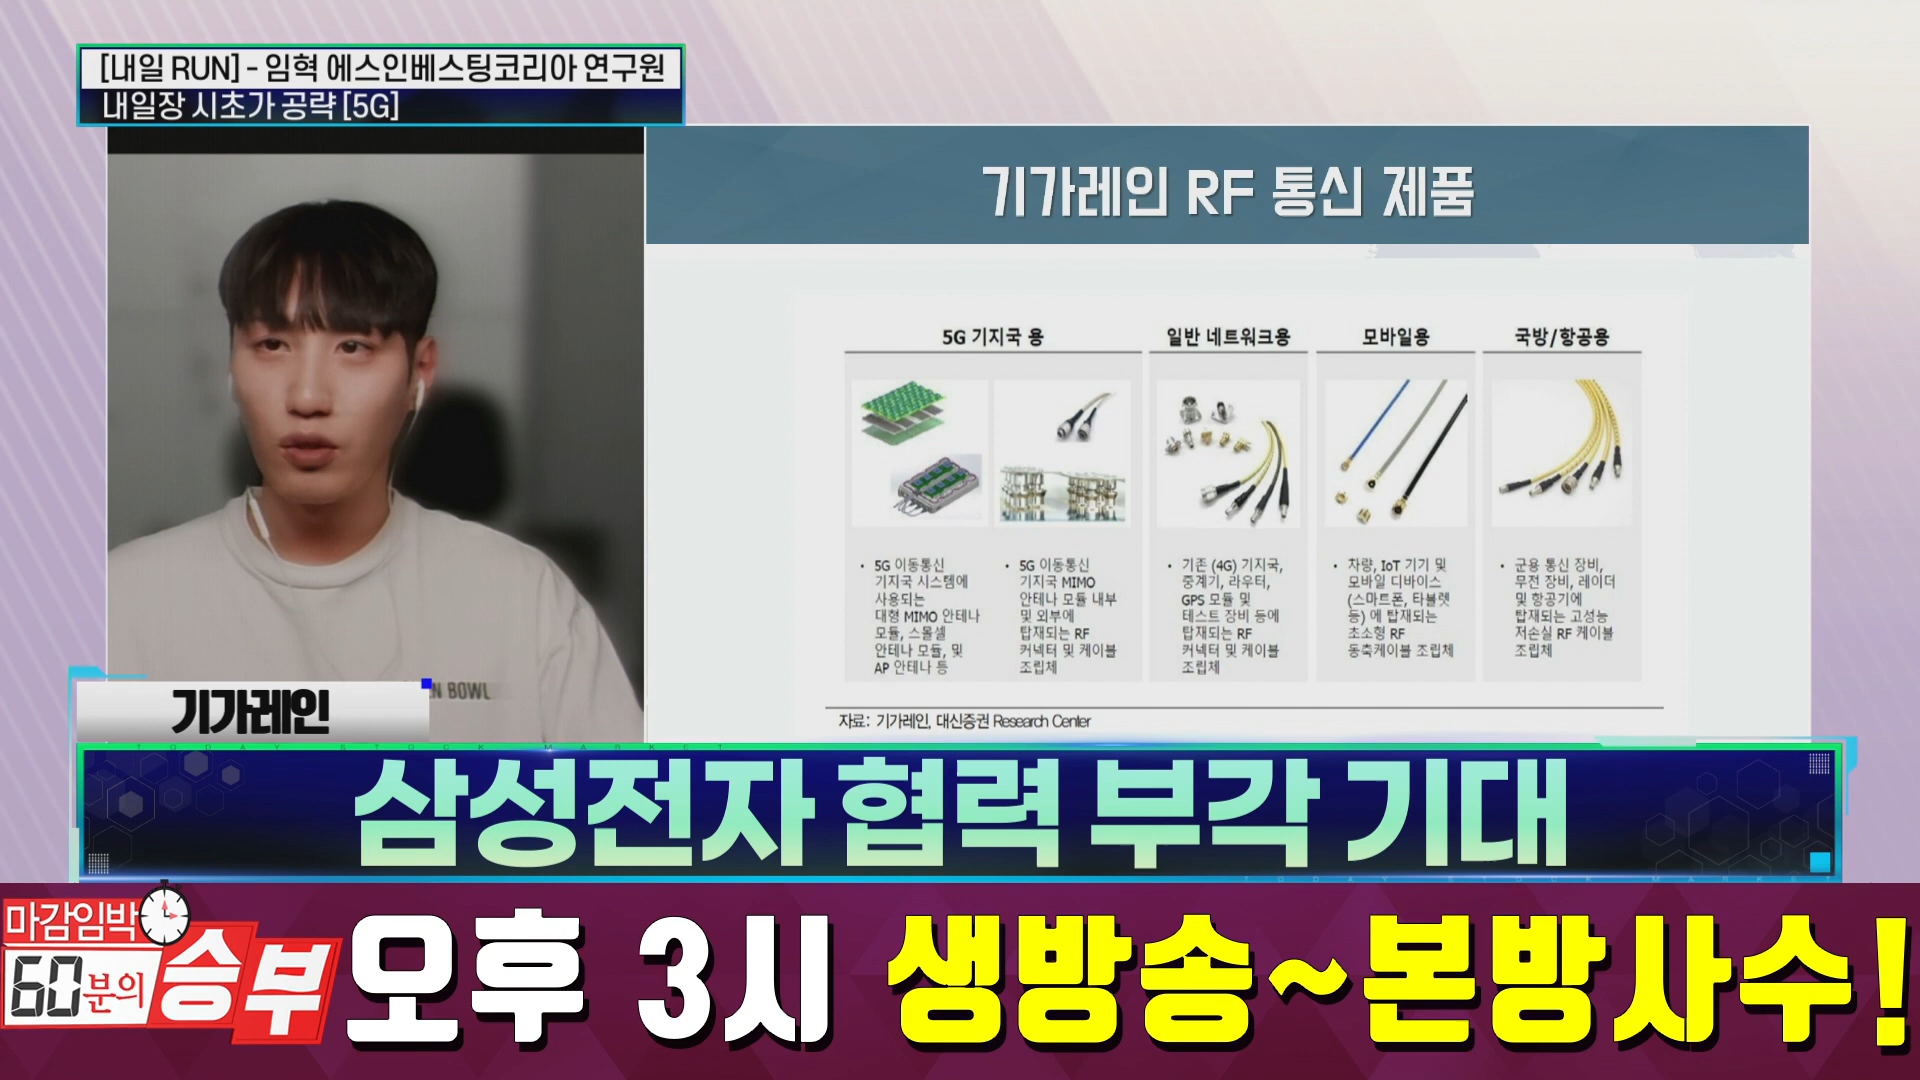 [내일 RUN] - 임혁 에스인베스팅코리아 연구원
내일장 시초가 공략 [5G]
기가레인 RF 통신 제품
5G 기지국 용
일반 네트워크용
모바일용
국방/항공용
• 5G 이동통신
기지국 시스템에
사용되는
대형 MIMO 안테나
모듈, 스몰셀
안테나 모듈, 및
AP 안테나 등
• 5G 이동통신
기지국 MIMO
안테나 모듈 내부
및 외부에
탑재되는 RF
커넥터 및 케이블
조립체
• 기존 (4G) 기지국,
중계기, 라우터,
GPS 모듈 및
테스트 장비 등에
탑재되는 RF
커넥터 및 케이블
조립체
• 차량, IoT 기기 및
모바일 디바이스
(스마트폰, 타블렛
등) 에 탑재되는
초소형 RF
동축케이블 조립체
• 군용 통신 장비,
무전 장비, 레이더
및 항공기에
탑재되는 고성능
저손실 RF 케이블
조립체
자료: 기가레인, 대신증권 Research Center
BOWL
기가레인
TODAY STOCK MARKET
삼성전자 협력 부각 기대
TODAY STOCK MARKET
마감임박
60분의 승부
오후 3시 생방송~본방사수!